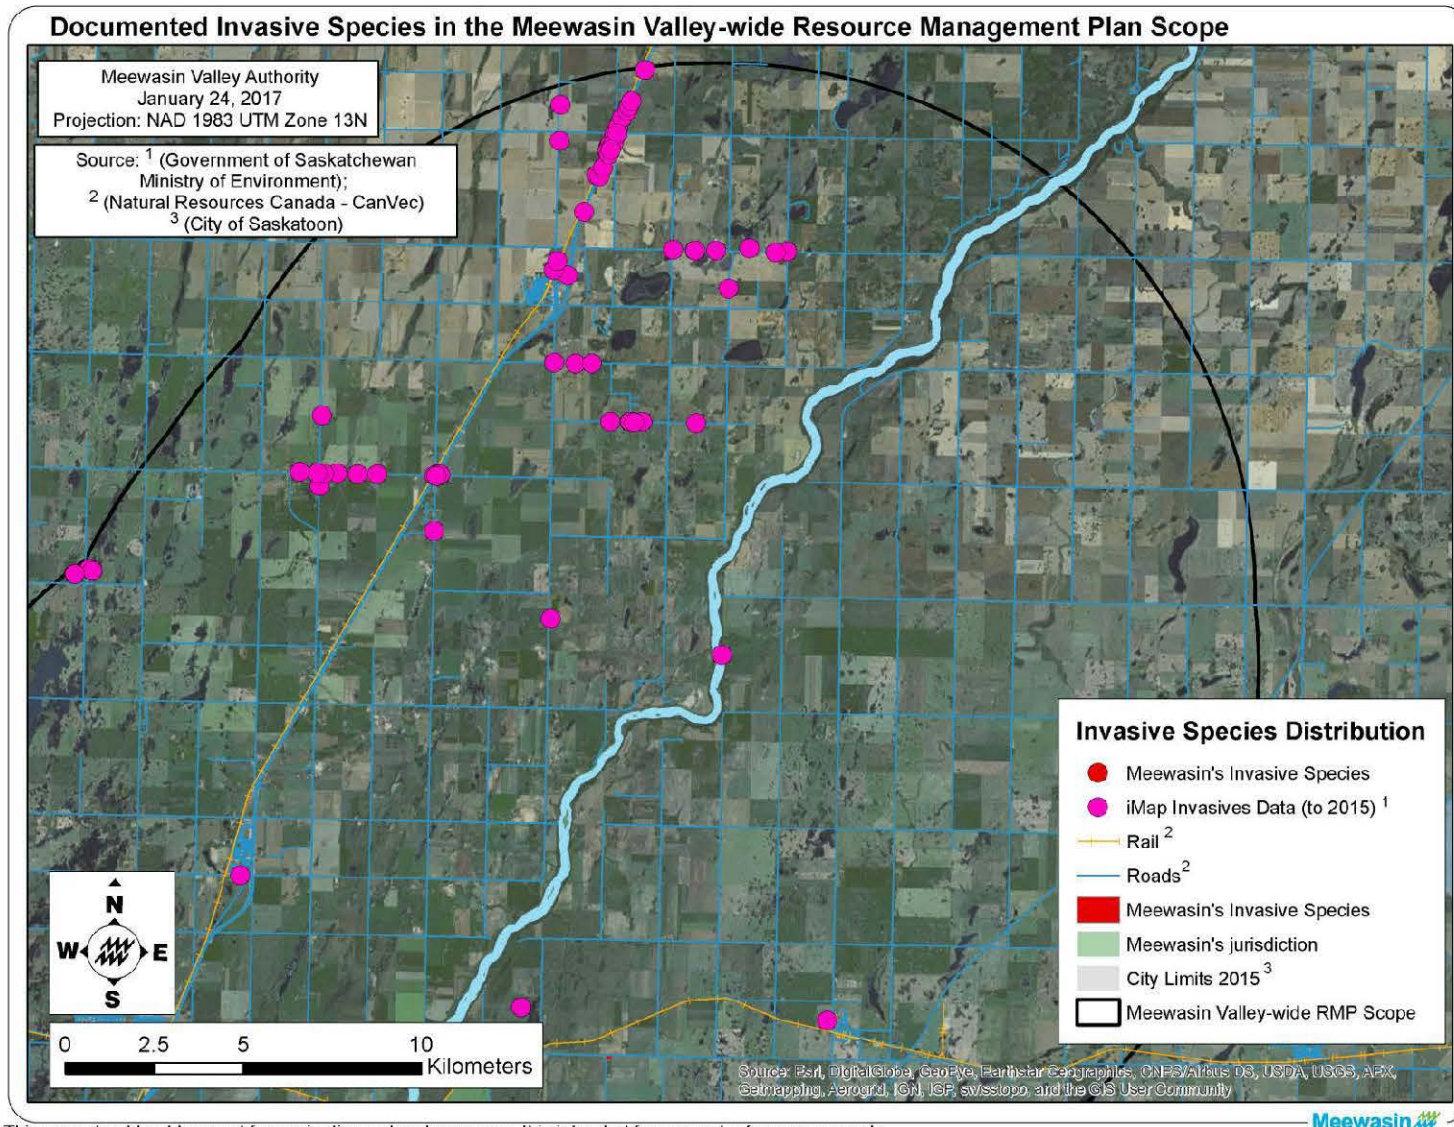 Documented Invasive Species in the Meewasin Valley-wide Resource Management Plan Scope
Meewasin Valley Authority
January 24, 2017
Projection: NAD 1983 UTM Zone 13N
Source: 1 (Government of Saskatchewan
Ministry of Environment);
2 (Natural Resources Canada - CanVec)
3 (City of Saskatoon)
Invasive Species Distribution
Meewasin's Invasive Species
iMap Invasives Data (to 2015) 1
Rail 2
Roads 2
Meewasin's Invasive Species
Meewasin's jurisdiction
City Limits 2015 3
Meewasin Valley-wide RMP Scope
N
W E
S
0 2.5 5 10
Kilometers
Source: Esri, DigitalGlobe, GeoEye, Earthstar Geographics, CNES/Airbus DS, USDA, USGS, AEX,
Getmapping, Aerogrid, IGN, IGP, swisstopo, and the GIS User Community
Meewasin